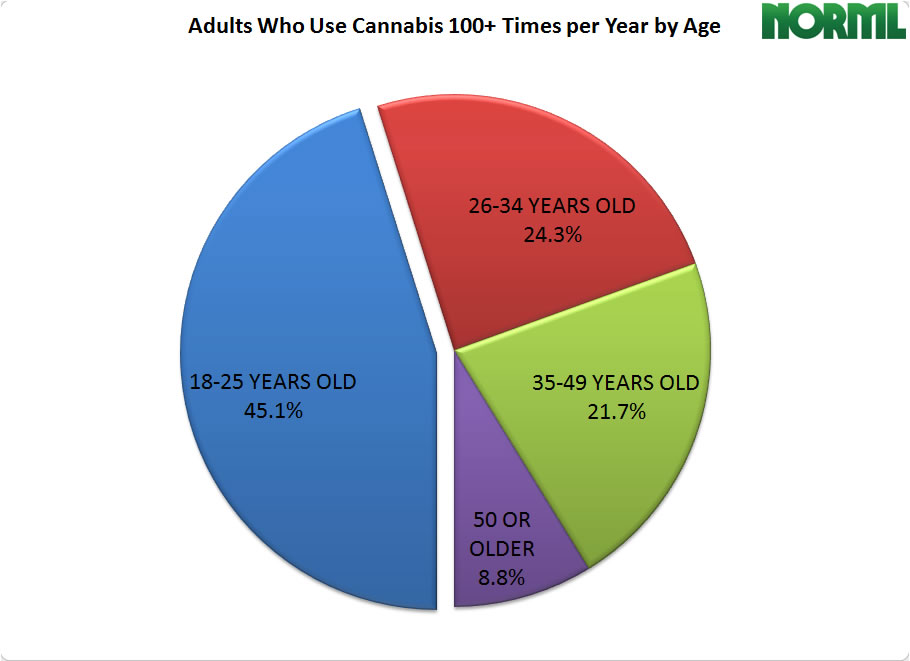 Adults Who Use Cannabis 100+ Times per Year by Age
NORML
26-34 YEARS OLD
24.3%
18-25 YEARS OLD
45.1%
35-49 YEARS OLD
21.7%
50 OR
OLDER
8.8%